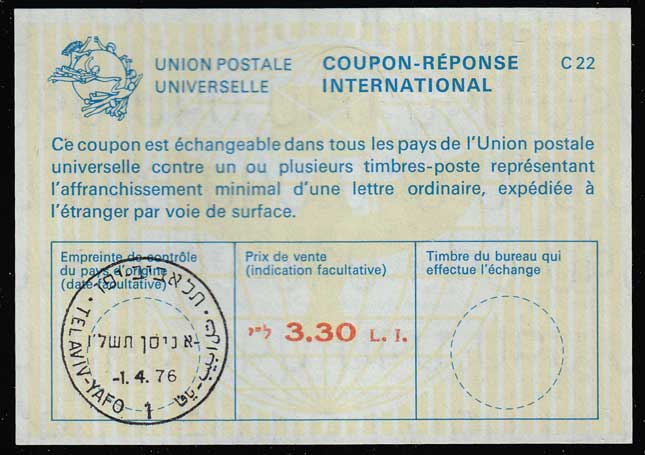 UNION POSTALE
UNIVERSELLE
COUPON-RÉPONSE
INTERNATIONAL
C 22
Ce coupon est échangeable dans tous les pays de l'Union postale
universelle contre un ou plusieurs timbres-poste représentant
l'affranchissement minimal d'une lettre ordinaire, expédiée à
l'étranger par voie de surface.
Empreinte de contrôle
du pays d'origine
(date facultative)
Prix de vente
(indication facultative)
Timbre du bureau qui
effectue l'échange
ל"י 3.30 L. I.
תל אביב-יפו
א ניסן תשל"ו
-1. 4. 76
TEL AVIV-YAFO
1